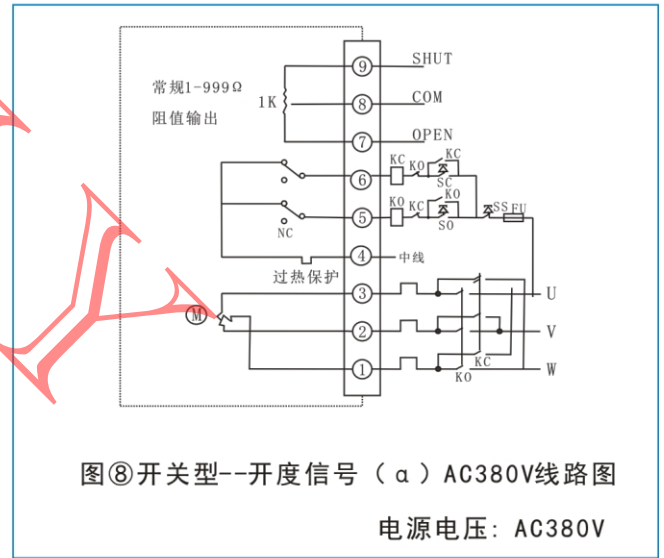 ⑨ SHUT
常规1-999Ω 1K ⑧ COM
阻值输出
⑦ OPEN
KC KO KC
⑥ SC
KO KC KO
⑤ SO SS FU
NC
④ 中线
过热保护
③ U
M ② V
① W
KO KC
图⑧开关型--开度信号（α）AC380V线路图
电源电压: AC380V